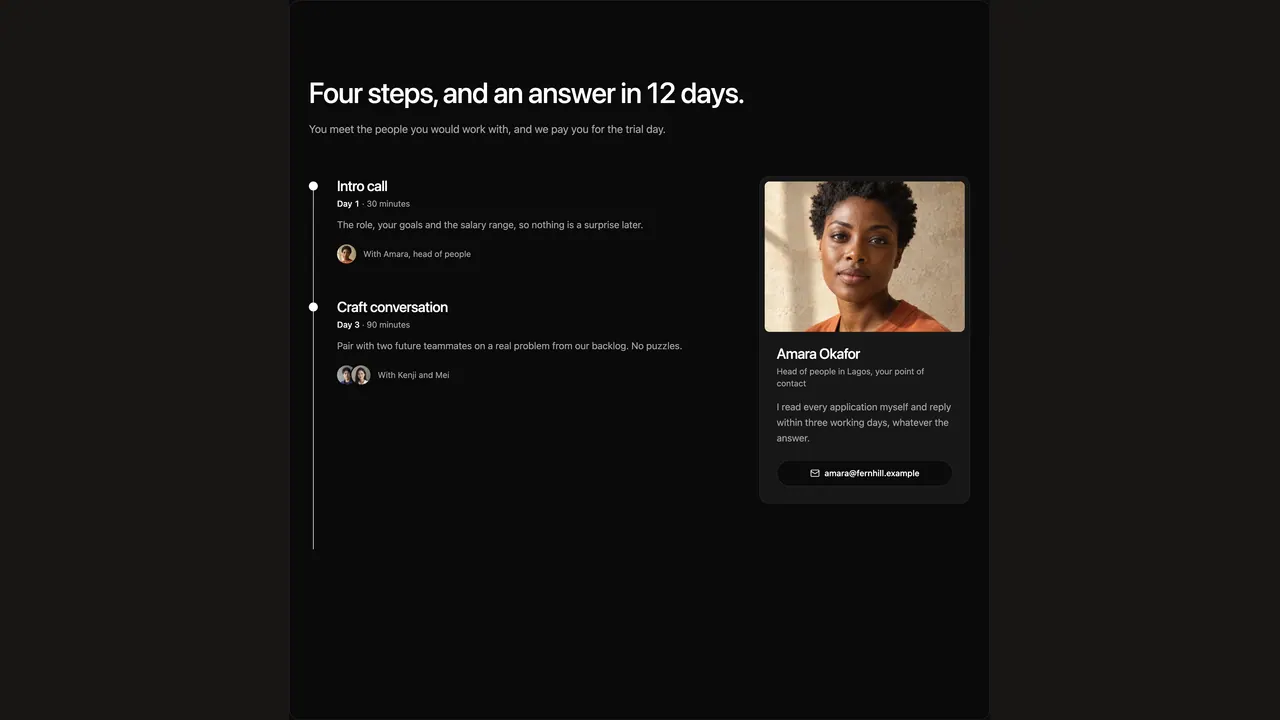 Four steps, and an answer in 12 days.
You meet the people you would work with, and we pay you for the trial day.
Intro call
Day 1 · 30 minutes
The role, your goals and the salary range, so nothing is a surprise later.
With Amara, head of people
Craft conversation
Day 3 · 90 minutes
Pair with two future teammates on a real problem from our backlog. No puzzles.
With Kenji and Mei
Amara Okafor
Head of people in Lagos, your point of
contact
I read every application myself and reply
within three working days, whatever the
answer.
amara@fernhill.example